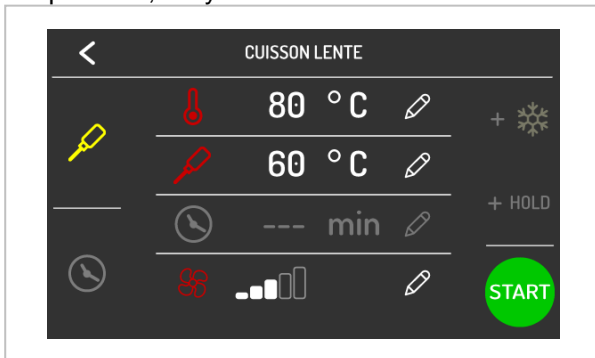 CUISSON LENTE
80 °C
+
60 °C
--- min
+ HOLD
START